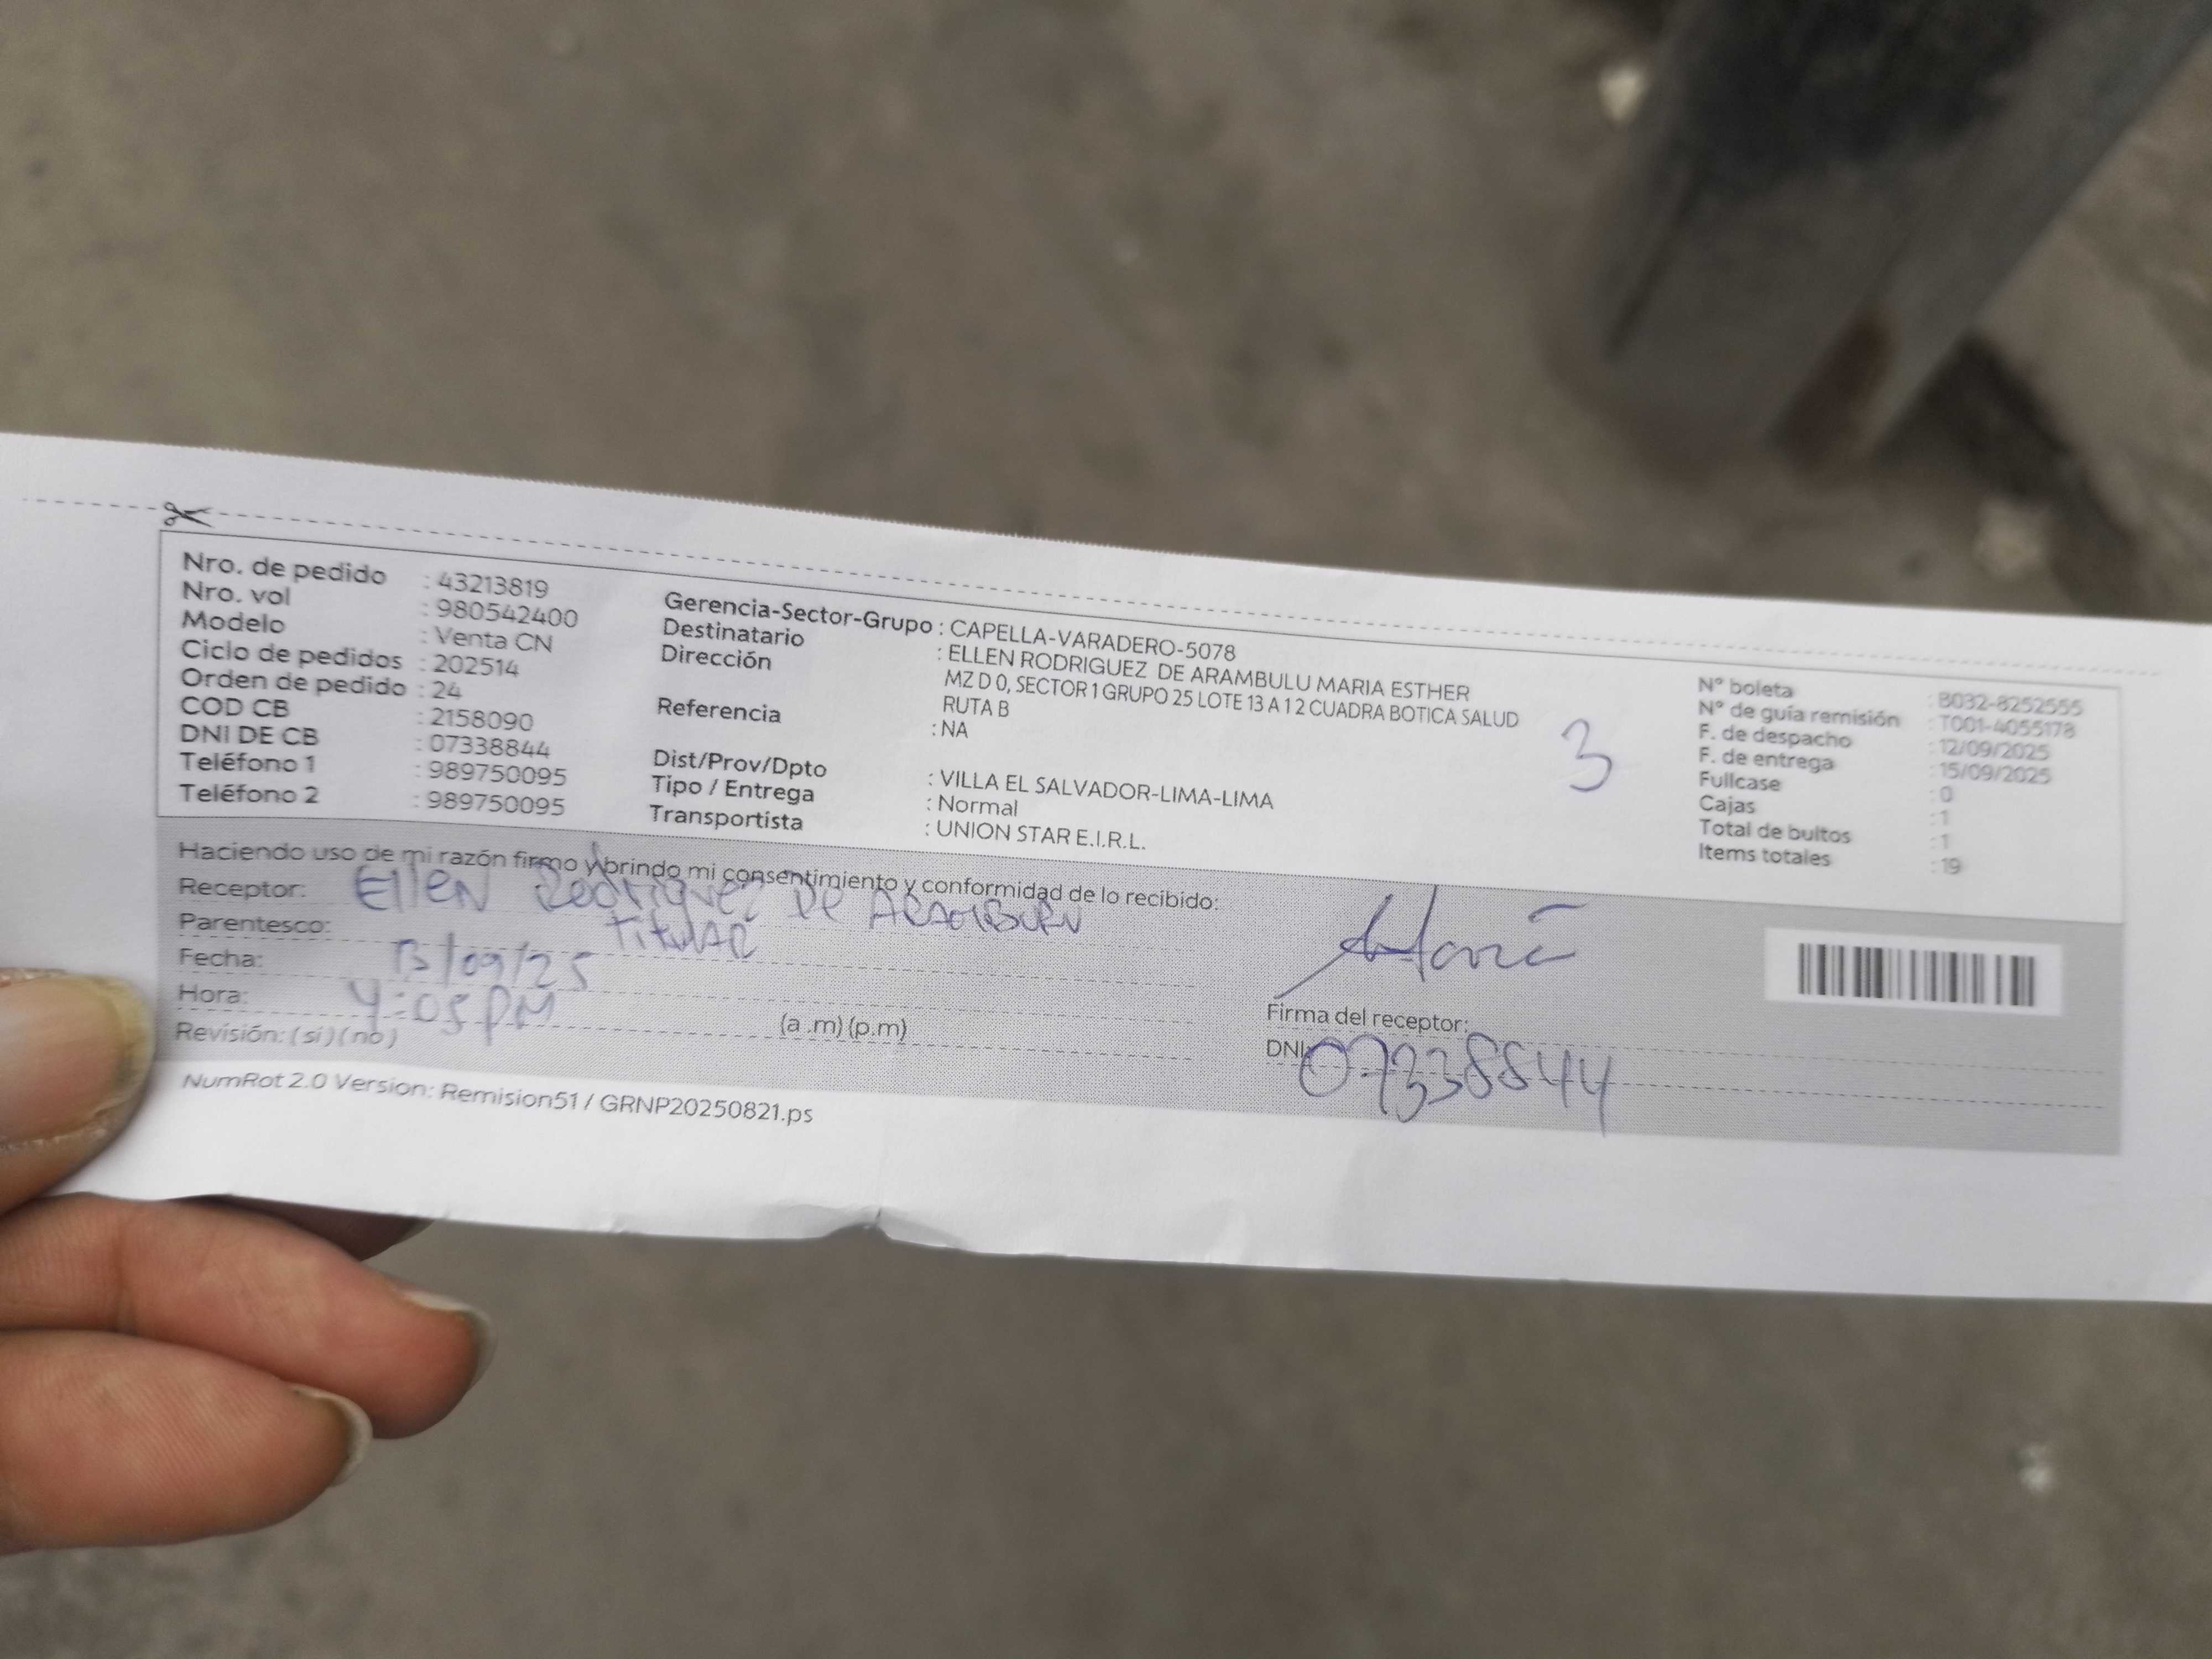 Nro. de pedido : 43213819
Nro. vol : 980542400
Modelo : Venta CN
Ciclo de pedidos : 202514
Orden de pedido : 24
COD CB : 2158090
DNI DE CB : 07338844
Teléfono 1 : 989750095
Teléfono 2 : 989750095
Gerencia-Sector-Grupo : CAPELLA-VARADERO-5078
Destinatario : ELLEN RODRIGUEZ DE ARAMBULU MARIA ESTHER
Dirección MZ D 0, SECTOR 1 GRUPO 25 LOTE 13 A 1 2 CUADRA BOTICA SALUD
RUTA B
Referencia : NA
Dist/Prov/Dpto : VILLA EL SALVADOR-LIMA-LIMA
Tipo / Entrega : Normal
Transportista : UNION STAR E.I.R.L.
3
N° boleta : B032-8252555
N° de guía remisión : T001-4055178
F. de despacho : 12/09/2025
F. de entrega : 15/09/2025
Fullcase : 0
Cajas : 1
Total de bultos : 1
Items totales : 19
Haciendo uso de mi razón firmo y brindo mi consentimiento y conformidad de lo recibido:
Receptor: Ellen Rodriguez De
Parentesco: Titular
Fecha: /09/25
Hora: 4:05 PM (a .m) (p.m)
Revisión: (si) (no)
Firma del receptor:
DNI: 07338844
NumRot 2.0 Version: Remision51 / GRNP20250821.ps